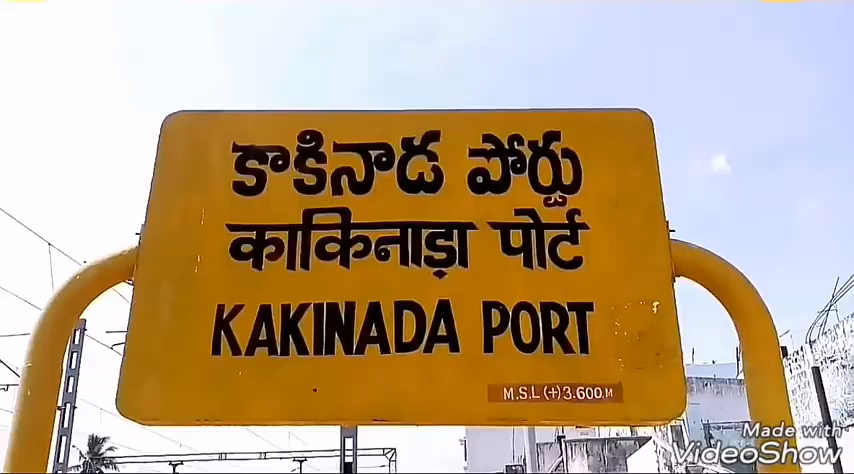 కాకినాడ పోర్టు
काकिनाड़ा पोर्ट
KAKINADA PORT
M.S.L (+) 3.600.M
Made with
VideoShow